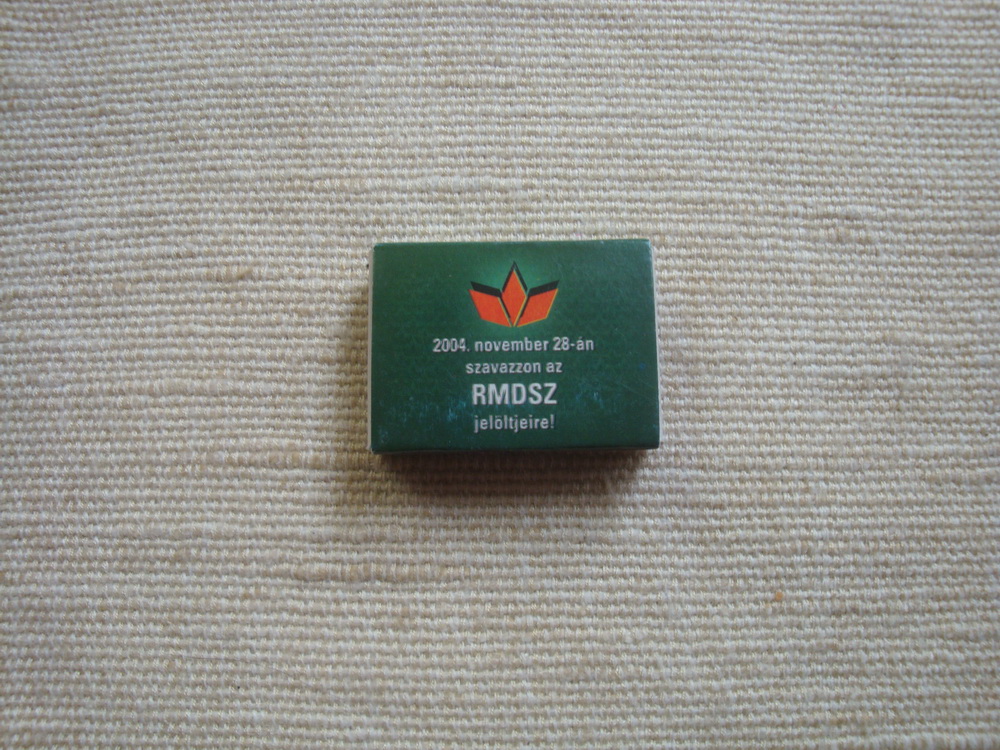 2004. november 28-án
szavazzon az
RMDSZ
jelöltjeire!